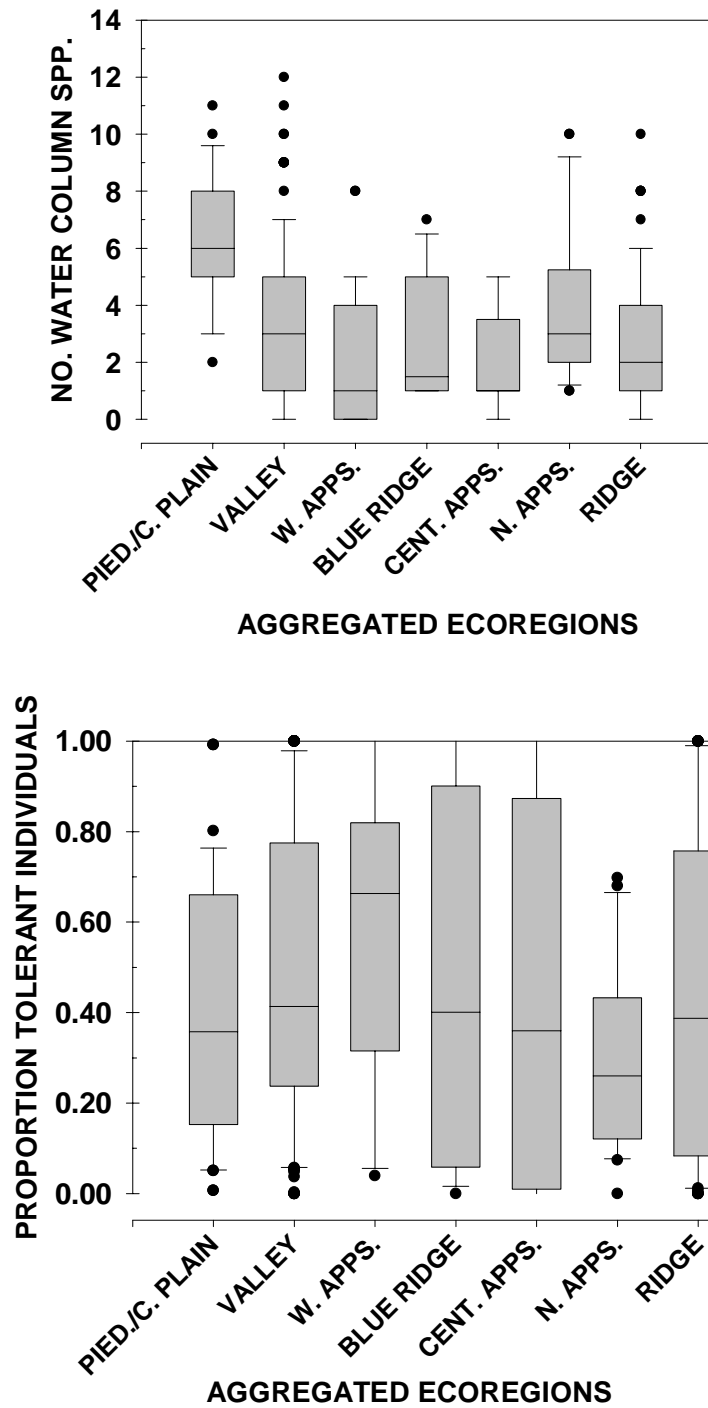 NO. WATER COLUMN SPP.
14
12
10
8
6
4
2
0
PIED./C. PLAIN
VALLEY
W. APPS.
BLUE RIDGE
CENT. APPS.
N. APPS.
RIDGE
AGGREGATED ECOREGIONS
PROPORTION TOLERANT INDIVIDUALS
1.00
0.80
0.60
0.40
0.20
0.00
PIED./C. PLAIN
VALLEY
W. APPS.
BLUE RIDGE
CENT. APPS.
N. APPS.
RIDGE
AGGREGATED ECOREGIONS